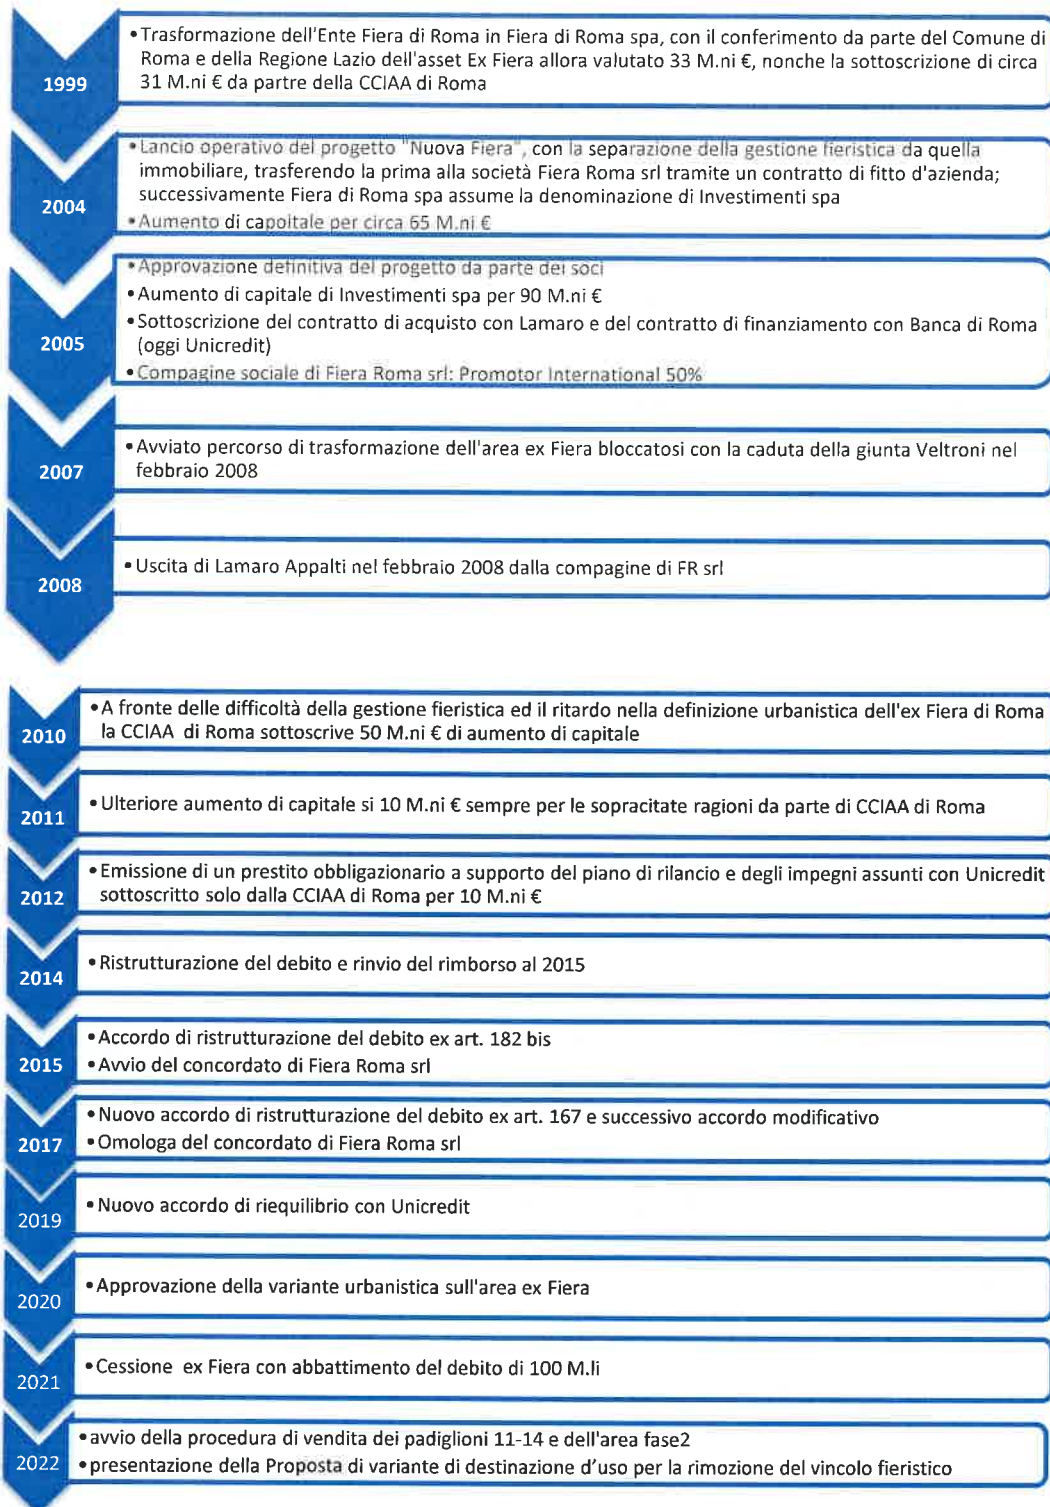 1999
•Trasformazione dell'Ente Fiera di Roma in Fiera di Roma spa, con il conferimento da parte del Comune di
Roma e della Regione Lazio dell'asset Ex Fiera allora valutato 33 M.ni €, nonche la sottoscrizione di circa
31 M.ni € da partre della CCIAA di Roma
2004
•Lancio operativo del progetto "Nuova Fiera", con la separazione della gestione fieristica da quella
immobiliare, trasferendo la prima alla società Fiera Roma srl tramite un contratto di fitto d'azienda;
successivamente Fiera di Roma spa assume la denominazione di Investimenti spa
•Aumento di capoitale per circa 65 M.ni €
2005
•Approvazione definitiva del progetto da parte dei soci
•Aumento di capitale di Investimenti spa per 90 M.ni €
•Sottoscrizione del contratto di acquisto con Lamaro e del contratto di finanziamento con Banca di Roma
(oggi Unicredit)
•Compagine sociale di Fiera Roma srl: Promotor International 50%
2007
•Avviato percorso di trasformazione dell'area ex Fiera bloccatosi con la caduta della giunta Veltroni nel
febbraio 2008
2008
•Uscita di Lamaro Appalti nel febbraio 2008 dalla compagine di FR srl
2010
•A fronte delle difficoltà della gestione fieristica ed il ritardo nella definizione urbanistica dell'ex Fiera di Roma
la CCIAA di Roma sottoscrive 50 M.ni € di aumento di capitale
2011
•Ulteriore aumento di capitale si 10 M.ni € sempre per le sopracitate ragioni da parte di CCIAA di Roma
2012
•Emissione di un prestito obbligazionario a supporto del piano di rilancio e degli impegni assunti con Unicredit
sottoscritto solo dalla CCIAA di Roma per 10 M.ni €
2014
•Ristrutturazione del debito e rinvio del rimborso al 2015
2015
•Accordo di ristrutturazione del debito ex art. 182 bis
•Avvio del concordato di Fiera Roma srl
2017
•Nuovo accordo di ristrutturazione del debito ex art. 167 e successivo accordo modificativo
•Omologa del concordato di Fiera Roma srl
2019
•Nuovo accordo di riequilibrio con Unicredit
2020
•Approvazione della variante urbanistica sull'area ex Fiera
2021
•Cessione ex Fiera con abbattimento del debito di 100 M.li
2022
•avvio della procedura di vendita dei padiglioni 11-14 e dell'area fase2
•presentazione della Proposta di variante di destinazione d'uso per la rimozione del vincolo fieristico